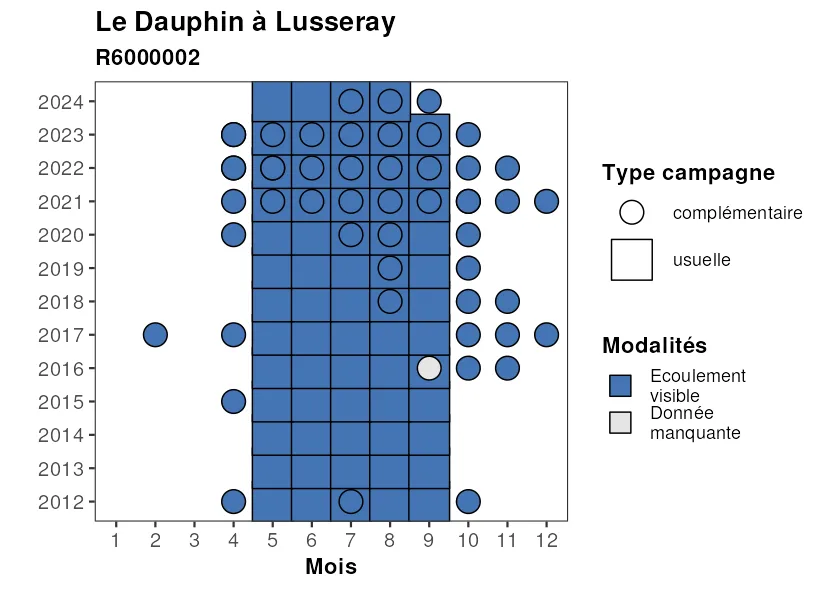 Le Dauphin à Lusseray
R6000002
2024
2023
2022
2021
2020
2019
2018
2017
2016
2015
2014
2013
2012
1 2 3 4 5 6 7 8 9 10 11 12
Mois
Type campagne
complémentaire
usuelle
Modalités
Ecoulement
visible
Donnée
manquante